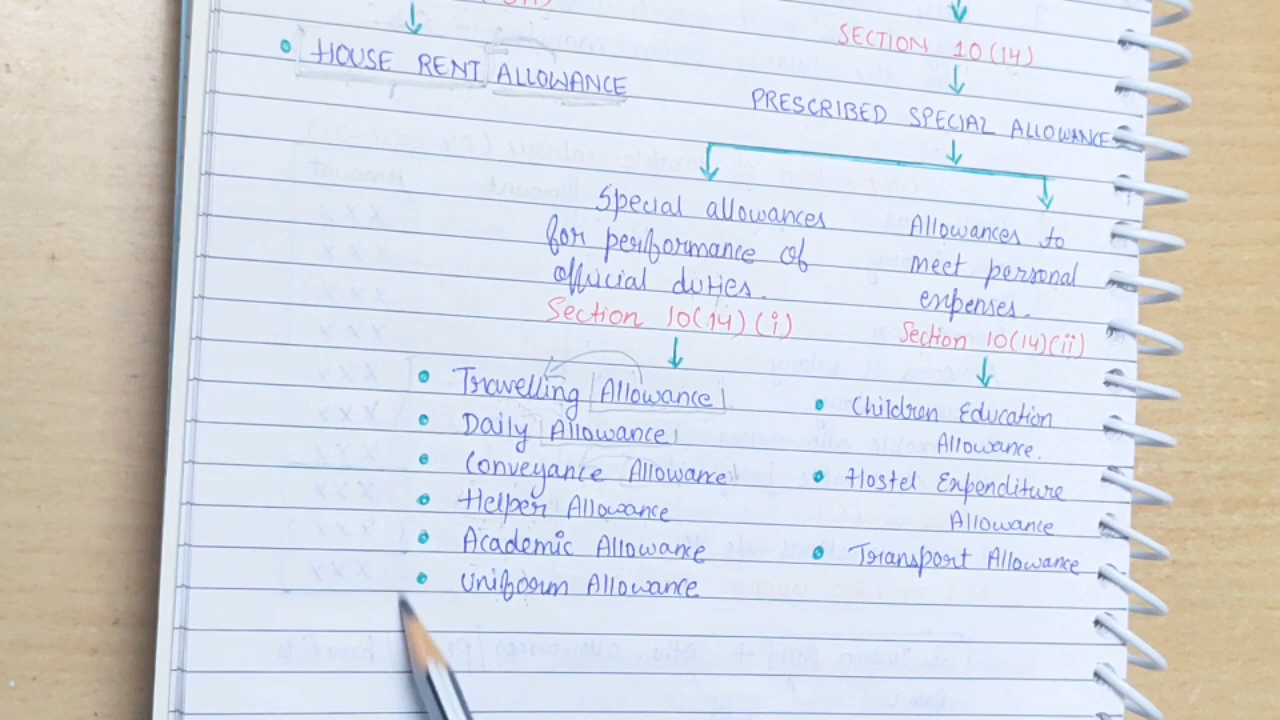 SECTION 10(14)
• HOUSE RENT ALLOWANCE
PRESCRIBED SPECIAL ALLOWANCES
Special allowances
for performance of
official duties.
Section 10(14)(i)
• Travelling Allowance
• Daily Allowance
• Conveyance Allowance
• Helper Allowance
• Academic Allowance
• Uniform Allowance
Allowances to
meet personal
expenses.
Section 10(14)(ii)
• Children Education
Allowance.
• Hostel Expenditure
Allowance
• Transport Allowance